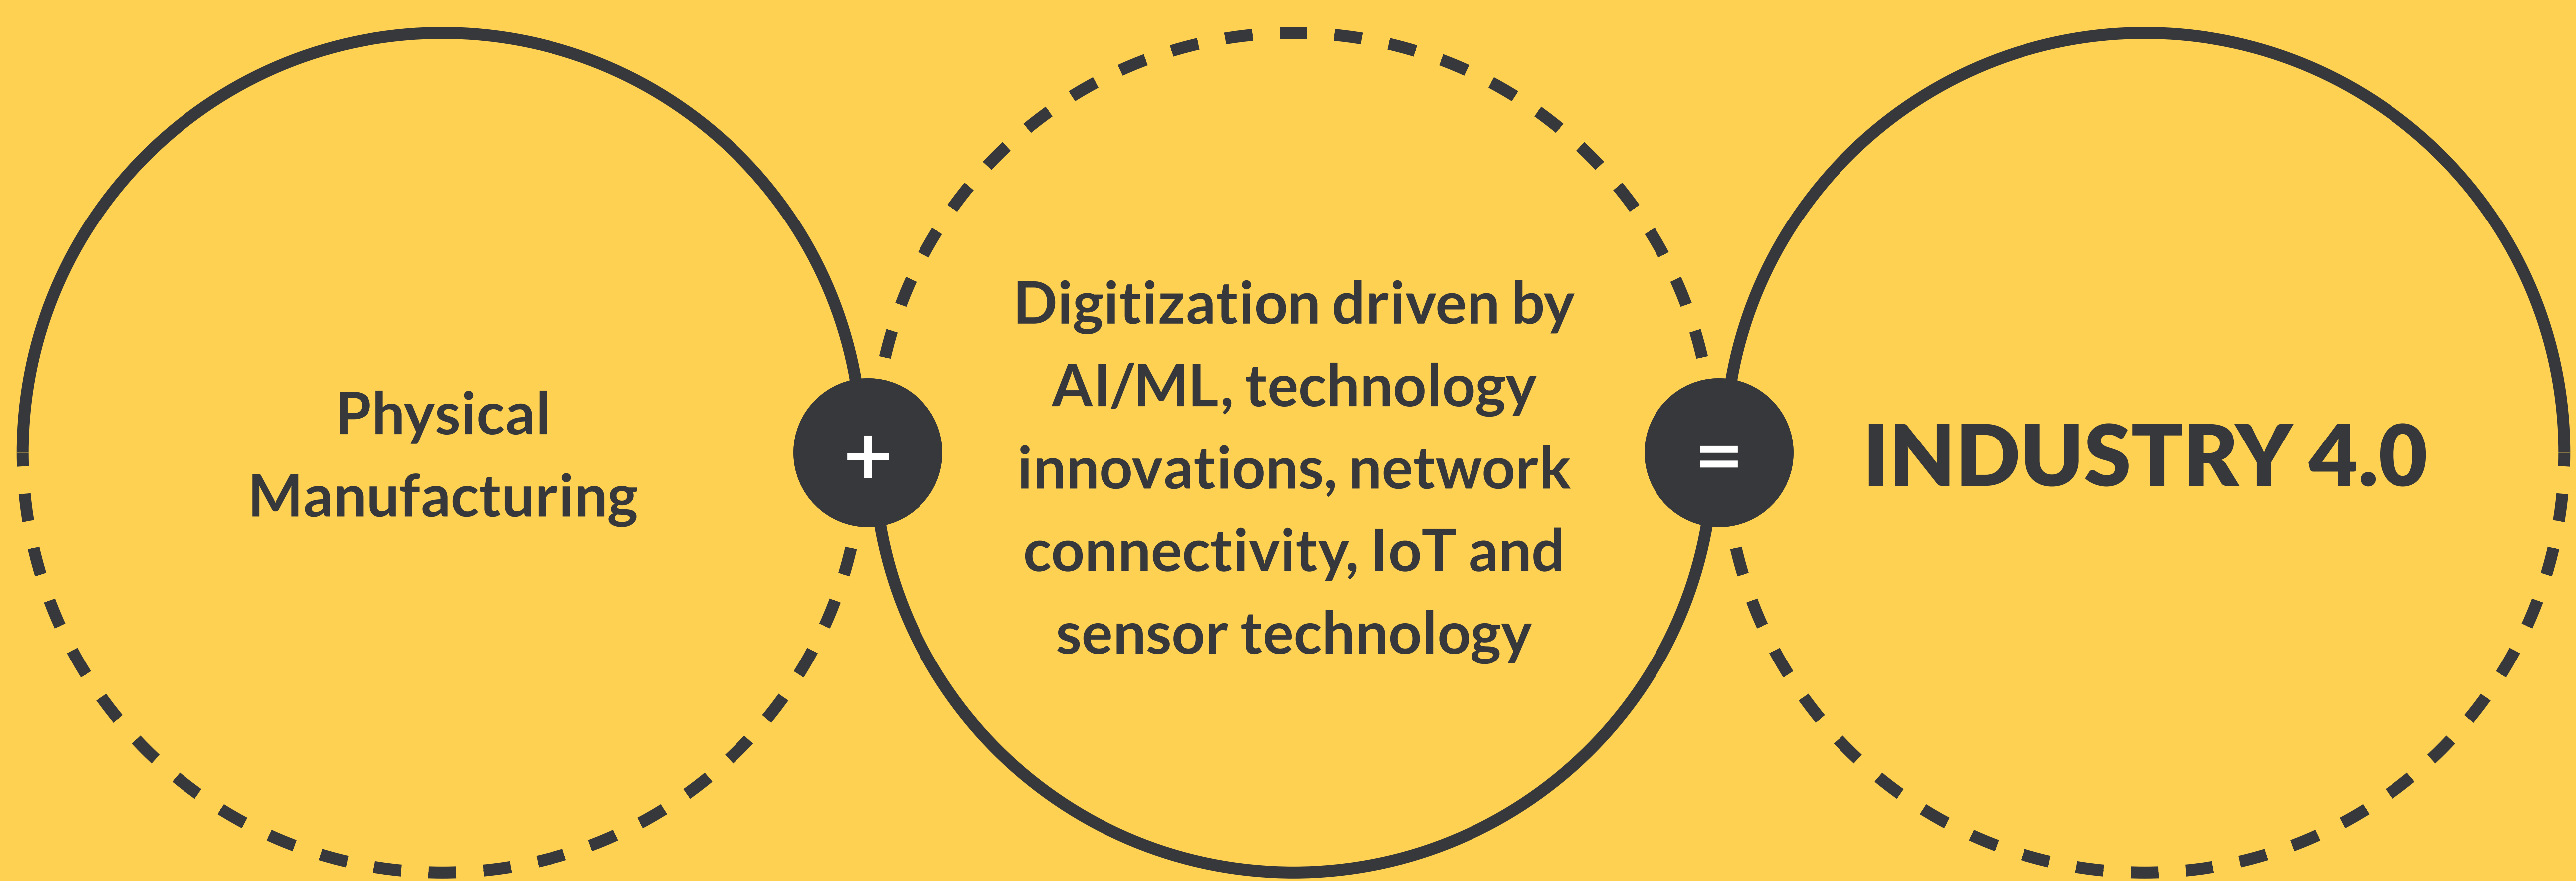 Physical
Manufacturing
+
Digitization driven by
AI/ML, technology
innovations, network
connectivity, IoT and
sensor technology
=
INDUSTRY 4.0